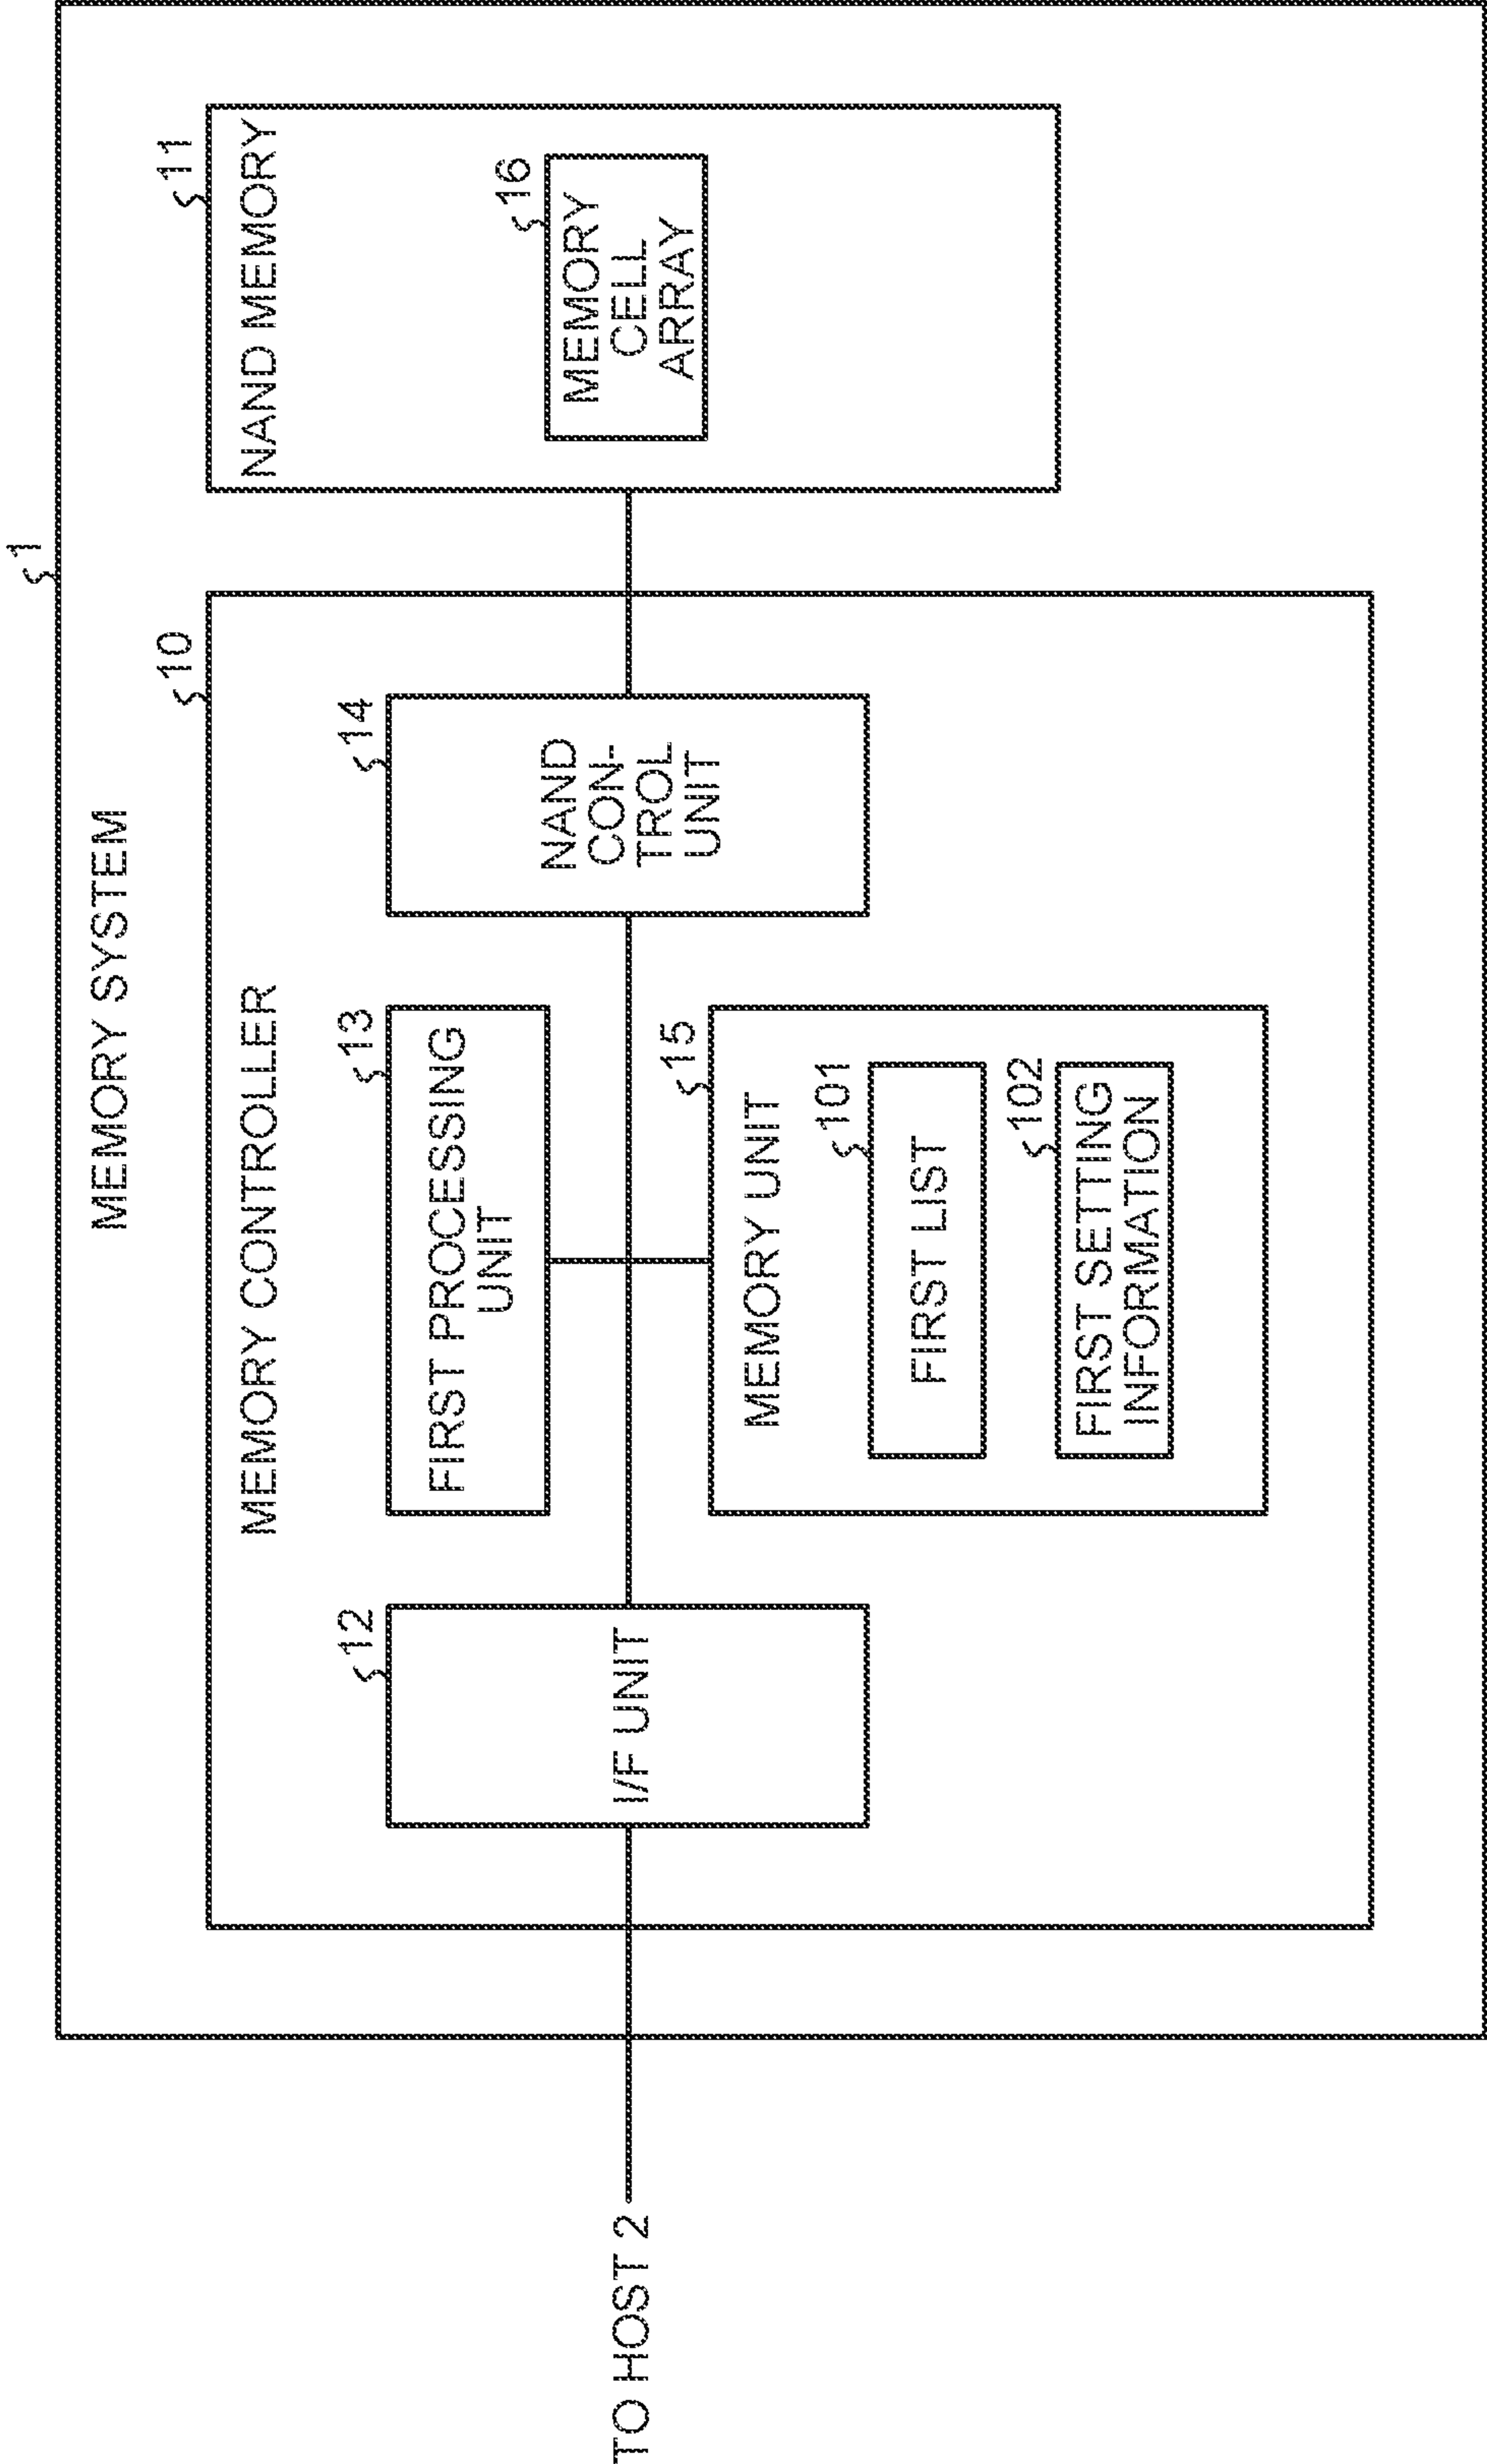 1
MEMORY SYSTEM
10
MEMORY CONTROLLER
11
NAND MEMORY
12
I/F UNIT
13
FIRST PROCESSING
UNIT
14
NAND
CON-
TROL
UNIT
16
MEMORY
CELL
ARRAY
TO HOST 2
15
MEMORY UNIT
101
FIRST LIST
102
FIRST SETTING
INFORMATION